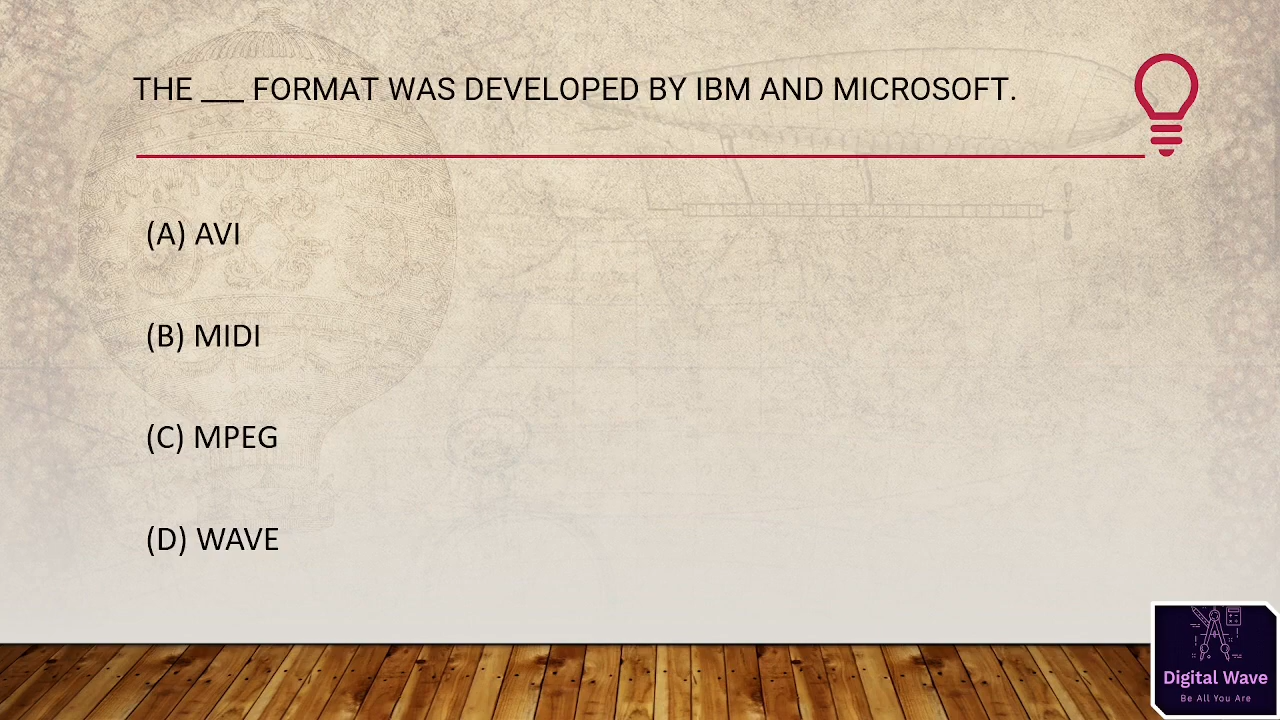 THE ___ FORMAT WAS DEVELOPED BY IBM AND MICROSOFT.
(A) AVI
(B) MIDI
(C) MPEG
(D) WAVE
Digital Wave
Be All You Are